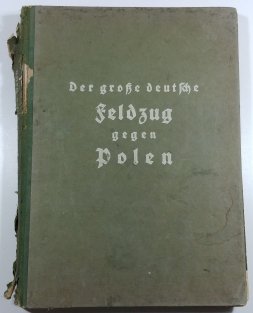 Der große deutsche
Feldzug
gegen
Polen